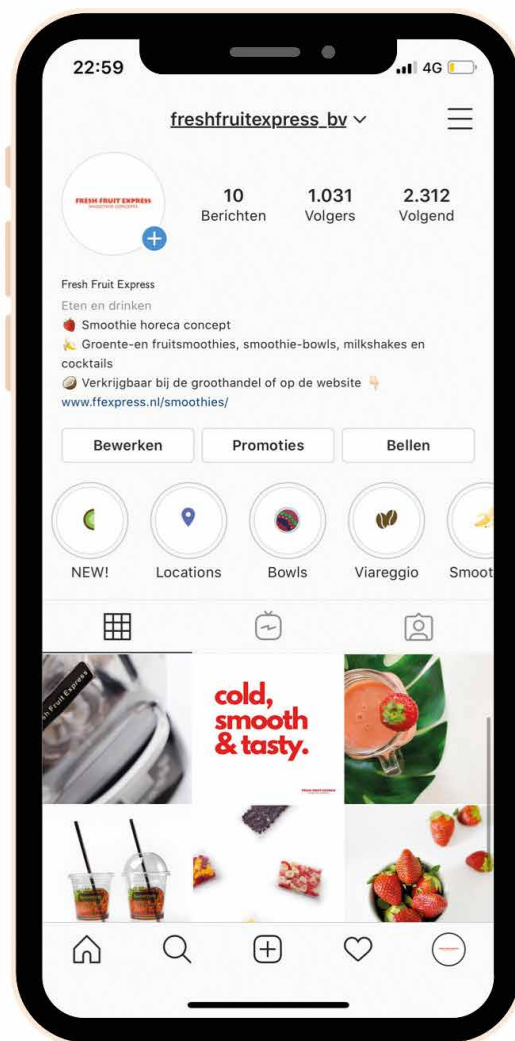 22:59
4G
freshfruitexpress_bv
FRESH FRUIT EXPRESS
10
Berichten
1.031
Volgers
2.312
Volgend
Fresh Fruit Express
Eten en drinken
Smoothie horeca concept
Groente-en fruitsmoothies, smoothie-bowls, milkshakes en
cocktails
Verkrijgbaar bij de groothandel of op de website
www.ffexpress.nl/smoothies/
Bewerken
Promoties
Bellen
NEW!
Locations
Bowls
Viareggio
Smoot
sh Fruit Express
cold,
smooth
& tasty.
FRESH FRUIT EXPRESS